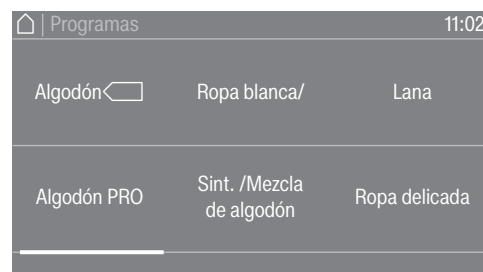 Programas 11:02
Algodón Ropa blanca/ Lana
Algodón PRO Sint. /Mezcla de algodón Ropa delicada